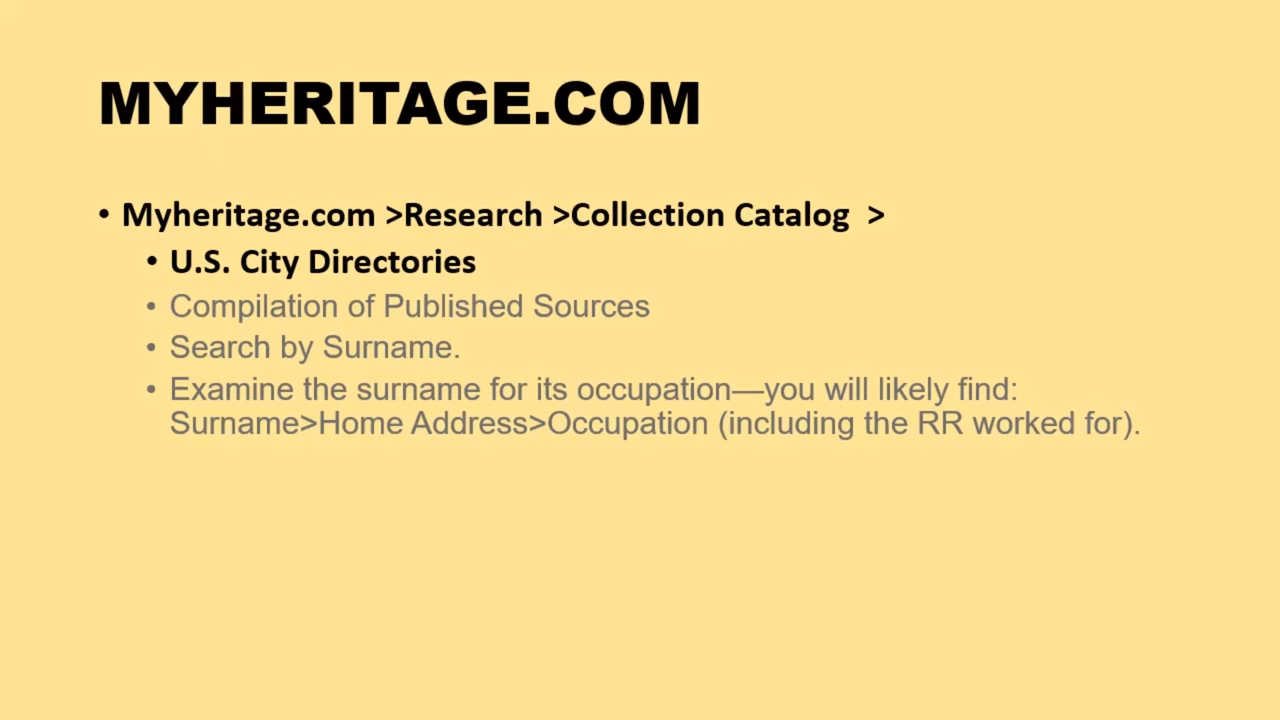 MYHERITAGE.COM
• Myheritage.com >Research >Collection Catalog >
• U.S. City Directories
• Compilation of Published Sources
• Search by Surname.
• Examine the surname for its occupation—you will likely find:
Surname>Home Address>Occupation (including the RR worked for).